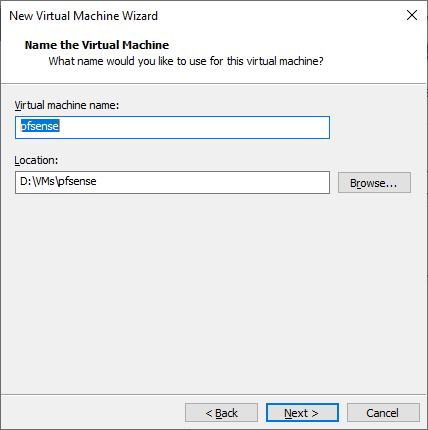 New Virtual Machine Wizard
Name the Virtual Machine
What name would you like to use for this virtual machine?
Virtual machine name:
pfsense
Location:
D:\VMs\pfsense
Browse...
< Back
Next >
Cancel